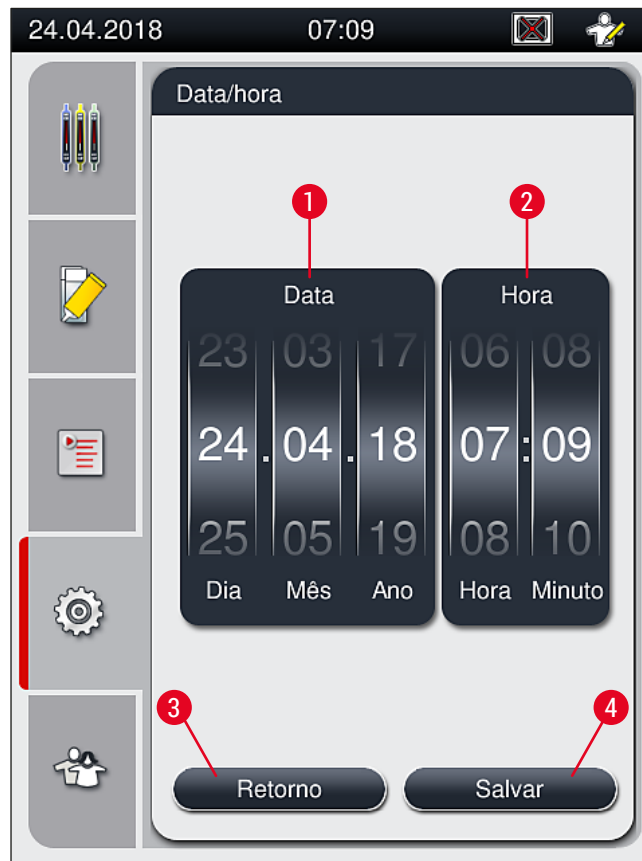 24.04.2018 07:09
Data/hora
1 2
Data Hora
23 03 17 06 08
24 . 04 . 18 07 : 09
25 05 19 08 10
Dia Mês Ano Hora Minuto
3 4
Retorno Salvar